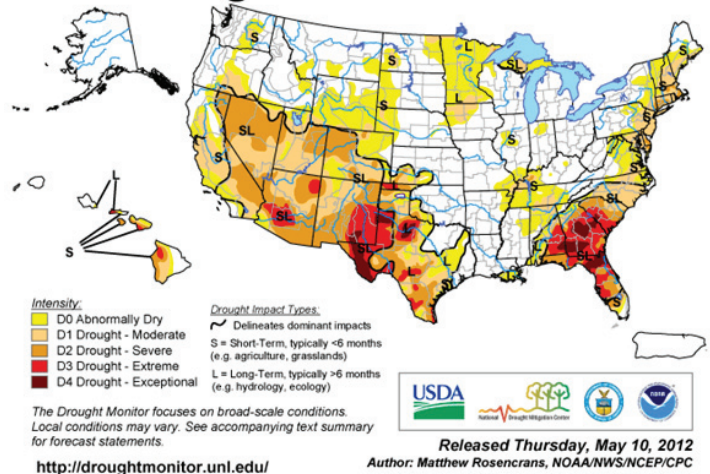 S
L
S
SL
S
S
L
S
SL
S
S
S
S
SL
L
S
SL
SL
SL
L
L
S
L
S
L
L
SL
S
L
S
Intensity:
D0 Abnormally Dry
D1 Drought - Moderate
D2 Drought - Severe
D3 Drought - Extreme
D4 Drought - Exceptional
Drought Impact Types:
Delineates dominant impacts
S = Short-Term, typically <6 months
(e.g. agriculture, grasslands)
L = Long-Term, typically >6 months
(e.g. hydrology, ecology)
The Drought Monitor focuses on broad-scale conditions.
Local conditions may vary. See accompanying text summary
for forecast statements.
http://droughtmonitor.unl.edu/
USDA
National Drought Mitigation Center
NOAA
Released Thursday, May 10, 2012
Author: Matthew Rosencrans, NOAA/NWS/NCEP/CPC